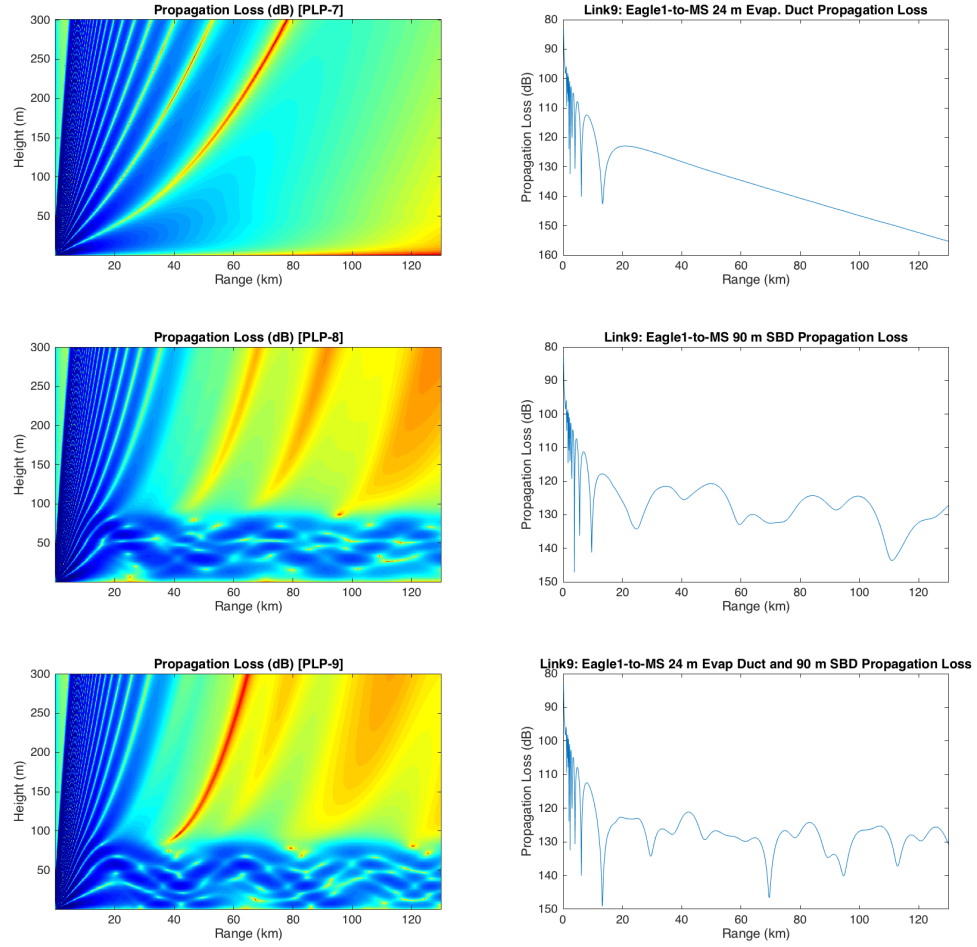 Propagation Loss (dB) [PLP-7]
Height (m)
300
250
200
150
100
50
20 40 60 80 100 120
Range (km)
Link9: Eagle1-to-MS 24 m Evap. Duct Propagation Loss
Propagation Loss (dB)
80
90
100
110
120
130
140
150
160
0 20 40 60 80 100 120
Range (km)
Propagation Loss (dB) [PLP-8]
Height (m)
300
250
200
150
100
50
20 40 60 80 100 120
Range (km)
Link9: Eagle1-to-MS 90 m SBD Propagation Loss
Propagation Loss (dB)
80
90
100
110
120
130
140
150
0 20 40 60 80 100 120
Range (km)
Propagation Loss (dB) [PLP-9]
Height (m)
300
250
200
150
100
50
20 40 60 80 100 120
Range (km)
Link9: Eagle1-to-MS 24 m Evap Duct and 90 m SBD Propagation Loss
Propagation Loss (dB)
80
90
100
110
120
130
140
150
0 20 40 60 80 100 120
Range (km)